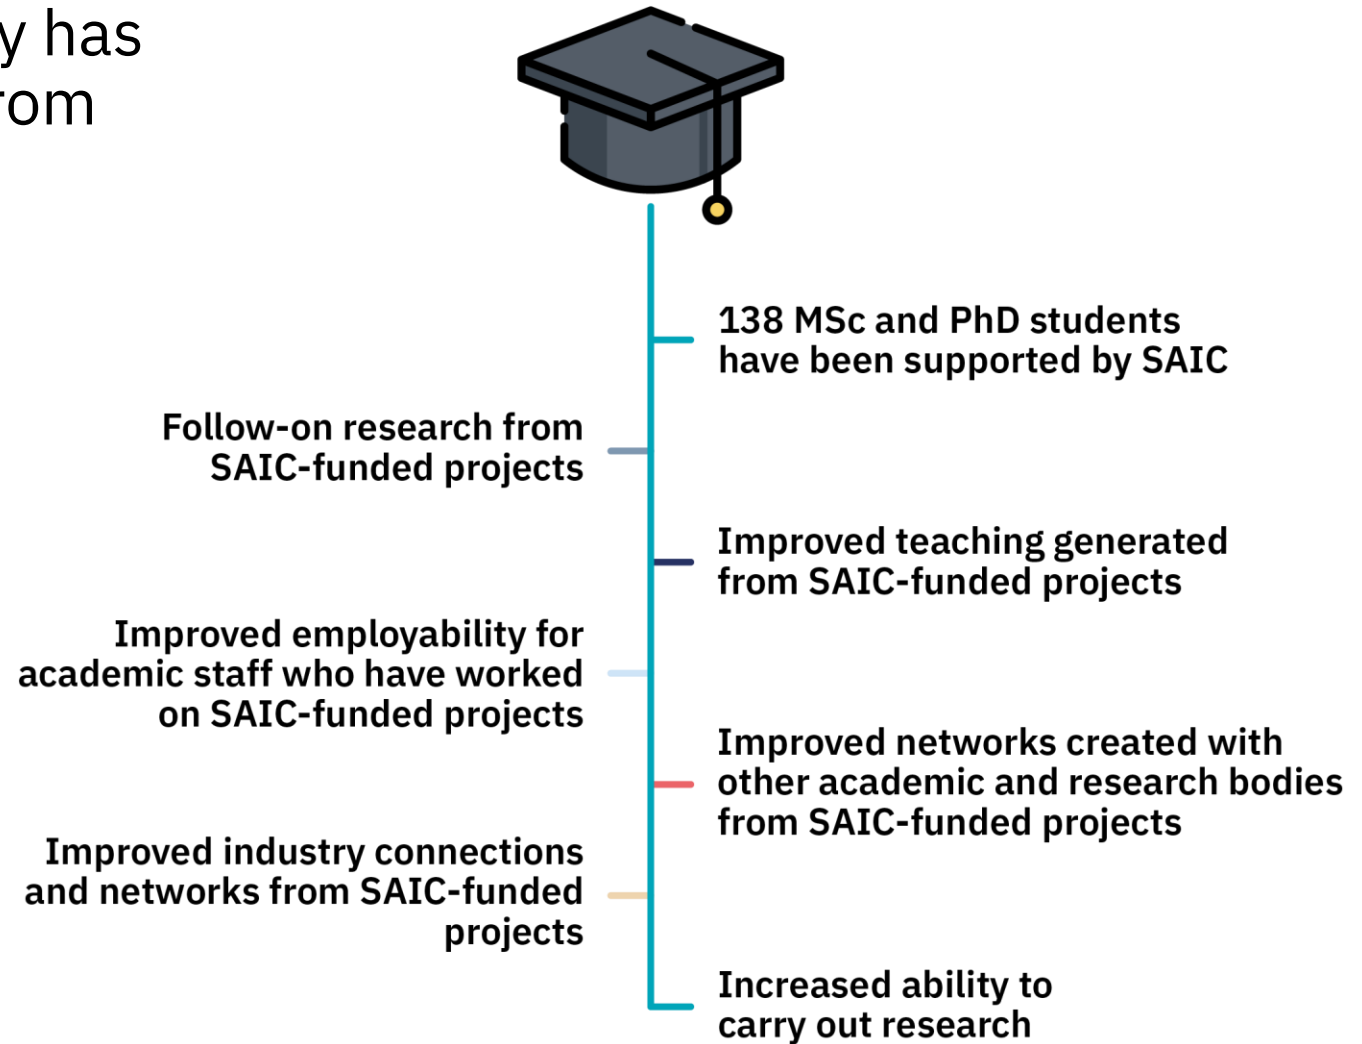 y has
rom
138 MSc and PhD students
have been supported by SAIC
Follow-on research from
SAIC-funded projects
Improved teaching generated
from SAIC-funded projects
Improved employability for
academic staff who have worked
on SAIC-funded projects
Improved networks created with
other academic and research bodies
from SAIC-funded projects
Improved industry connections
and networks from SAIC-funded
projects
Increased ability to
carry out research